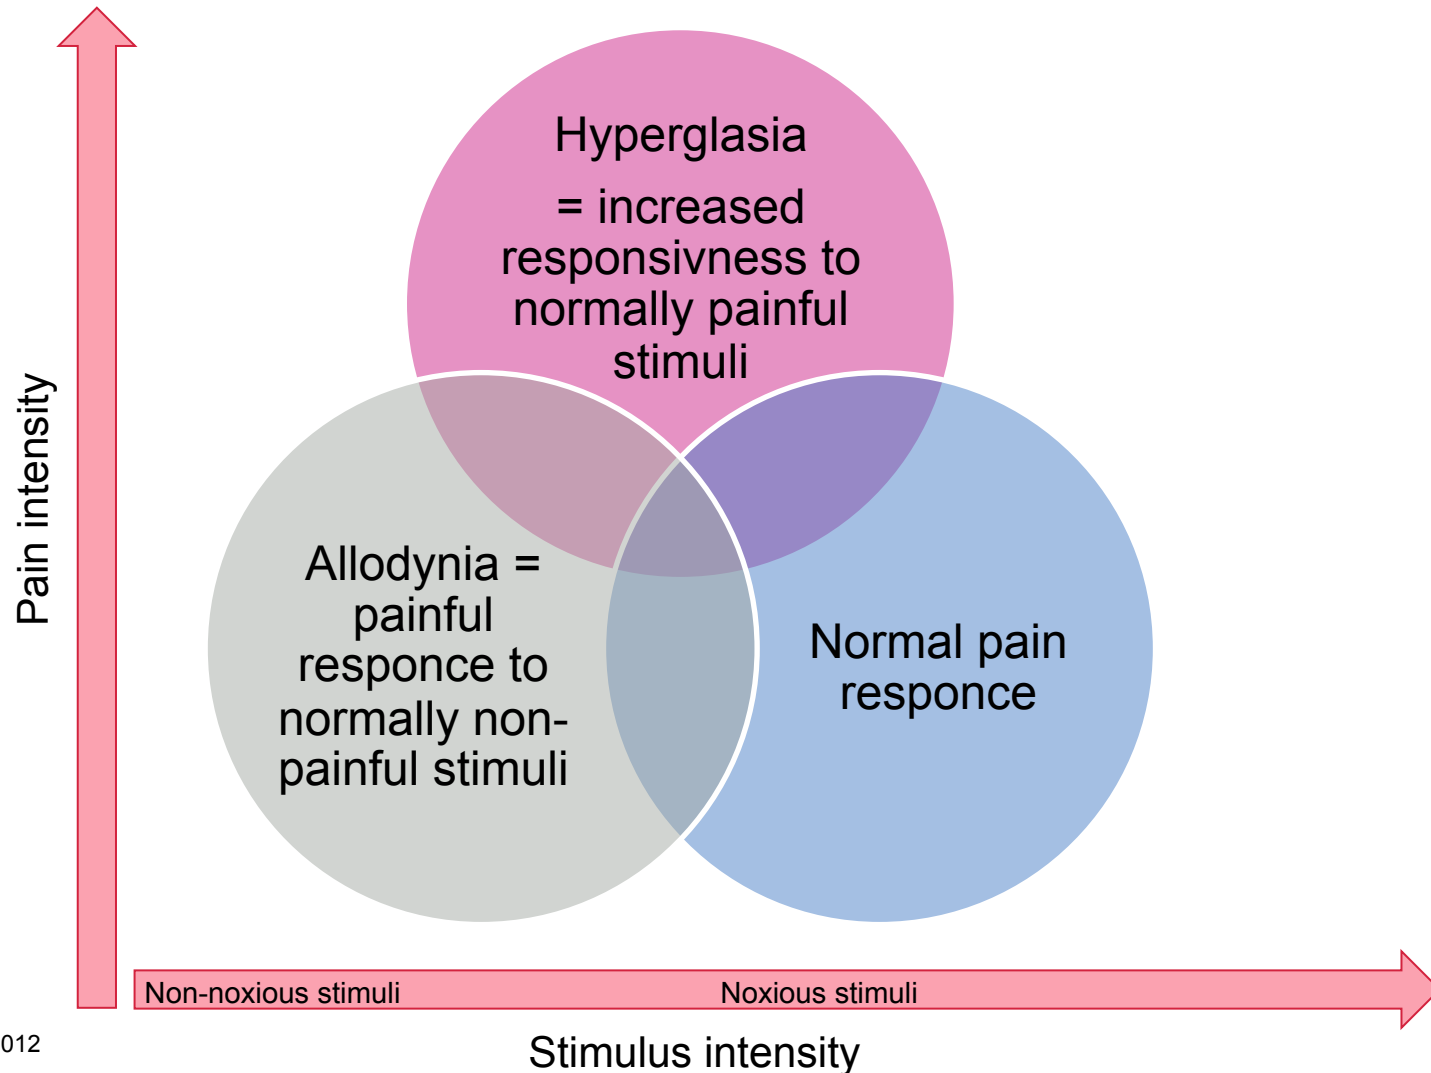 Hyperglasia
= increased
responsivness to
normally painful
stimuli
Pain intensity
Allodynia =
painful
responce to
normally non-
painful stimuli
Normal pain
responce
Non-noxious stimuli
Noxious stimuli
012
Stimulus intensity